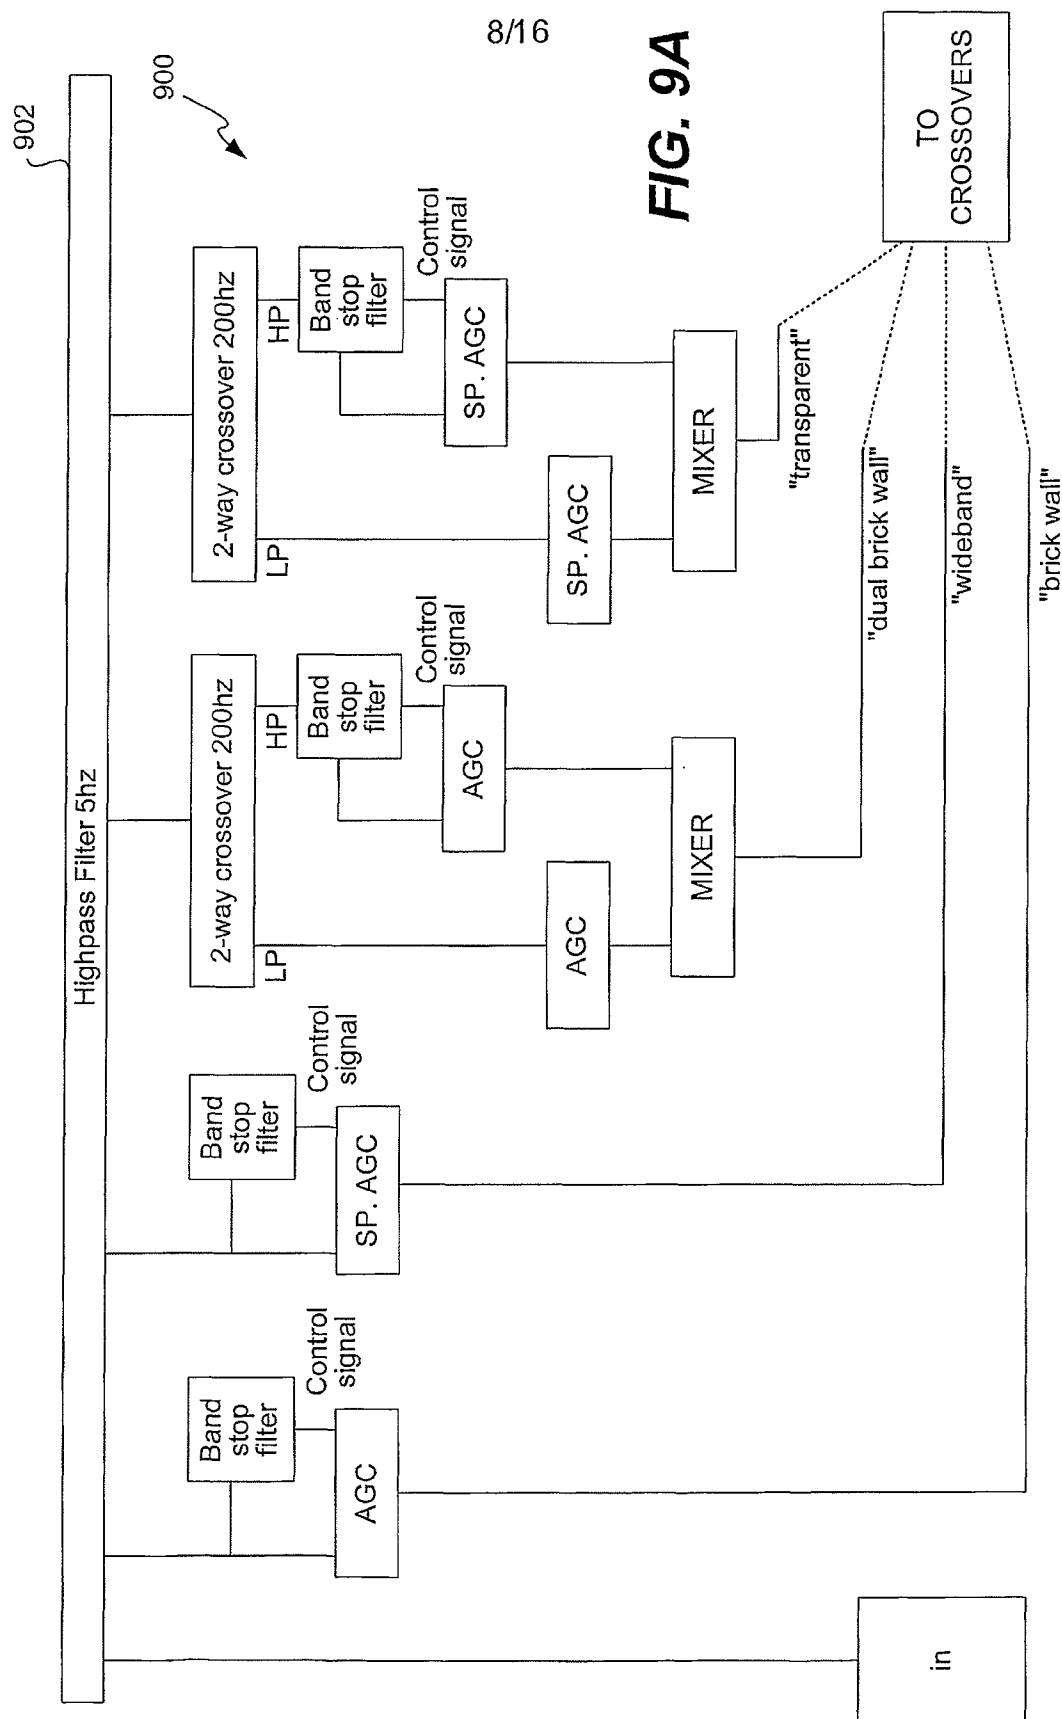 8/16
FIG. 9A
900
902
Highpass Filter 5hz
in
Band
stop
filter
Control
signal
AGC
Band
stop
filter
Control
signal
SP. AGC
2-way crossover 200hz
LP
HP
Band
stop
filter
Control
signal
AGC
AGC
MIXER
2-way crossover 200hz
LP
HP
Band
stop
filter
Control
signal
SP. AGC
SP. AGC
MIXER
"transparent"
"dual brick wall"
"wideband"
"brick wall"
TO
CROSSOVERS